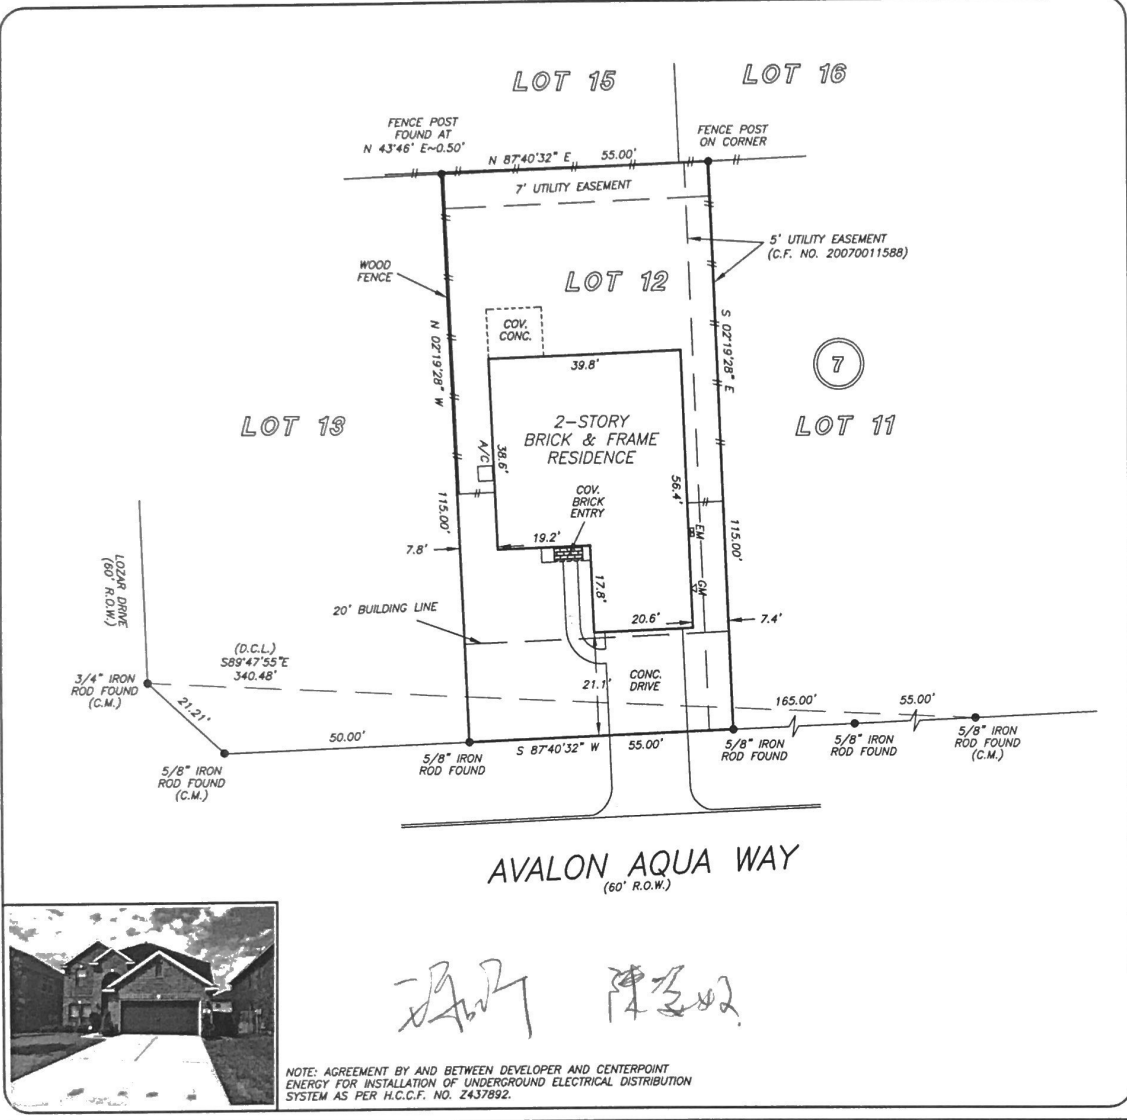 LOT 15
LOT 16
FENCE POST
FOUND AT
N 43°46' E~0.50'
FENCE POST
ON CORNER
N 87°40'32" E 55.00'
7' UTILITY EASEMENT
5' UTILITY EASEMENT
(C.F. NO. 20070011588)
WOOD
FENCE
LOT 12
COV.
CONC.
N 02°19'28" W
S 02°19'28" E
39.8'
7
LOT 13
LOT 11
2-STORY
BRICK & FRAME
RESIDENCE
A/C
38.6'
56.4'
COV.
BRICK
ENTRY
115.00'
115.00'
EM
19.2'
7.8'
LOZAR DRIVE
(60' R.O.W.)
17.8'
GM
20' BUILDING LINE
20.6'
7.4'
(D.C.L.)
S89°47'55"E
340.48'
3/4" IRON
ROD FOUND
(C.M.)
CONC.
DRIVE
21.1'
21.21'
165.00'
55.00'
50.00'
S 87°40'32" W 55.00'
5/8" IRON
ROD FOUND
(C.M.)
5/8" IRON
ROD FOUND
5/8" IRON
ROD FOUND
5/8" IRON
ROD FOUND
5/8" IRON
ROD FOUND
(C.M.)
AVALON AQUA WAY
(60' R.O.W.)
NOTE: AGREEMENT BY AND BETWEEN DEVELOPER AND CENTERPOINT
ENERGY FOR INSTALLATION OF UNDERGROUND ELECTRICAL DISTRIBUTION
SYSTEM AS PER H.C.C.F. NO. Z437892.